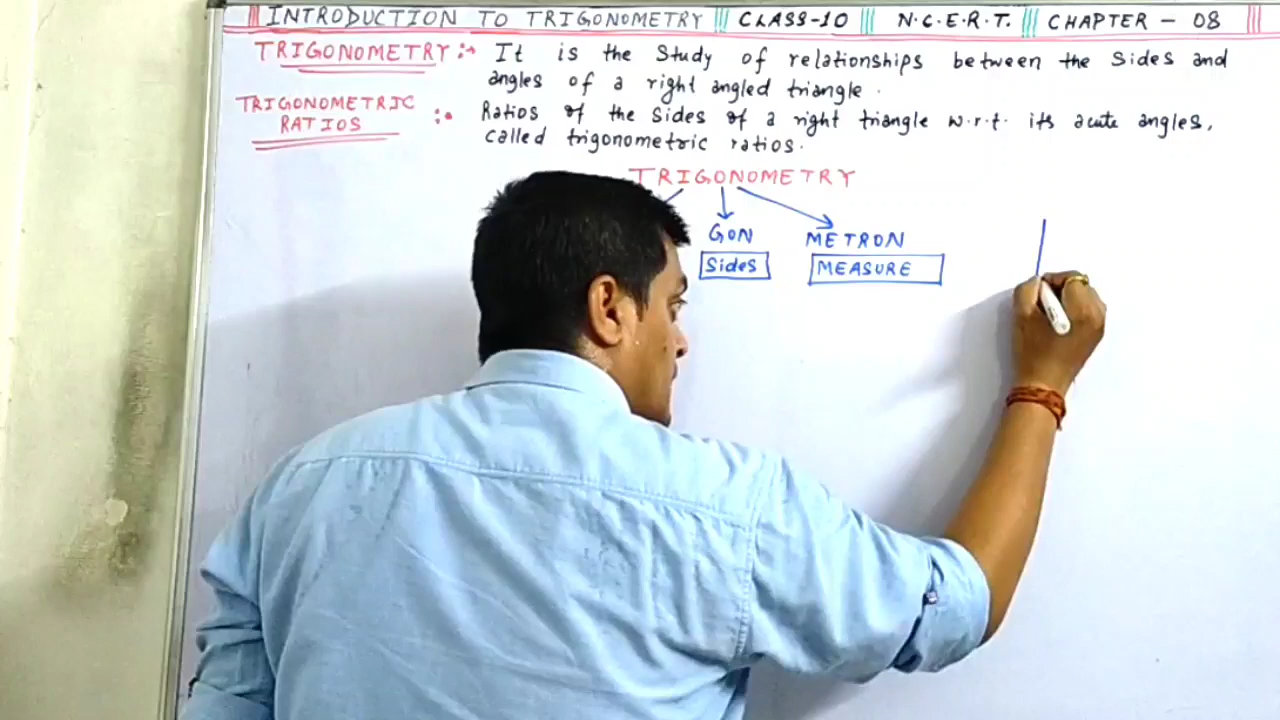 INTRODUCTION TO TRIGONOMETRY ||| CLASS-10 ||| N.C.E.R.T. ||| CHAPTER - 08 |||
TRIGONOMETRY :→ It is the study of relationships between the sides and
angles of a right angled triangle.
TRIGONOMETRIC RATIOS :• Ratios of the sides of a right triangle w.r.t. its acute angles,
called trigonometric ratios.
TRIGONOMETRY
GON METRON
Sides MEASURE